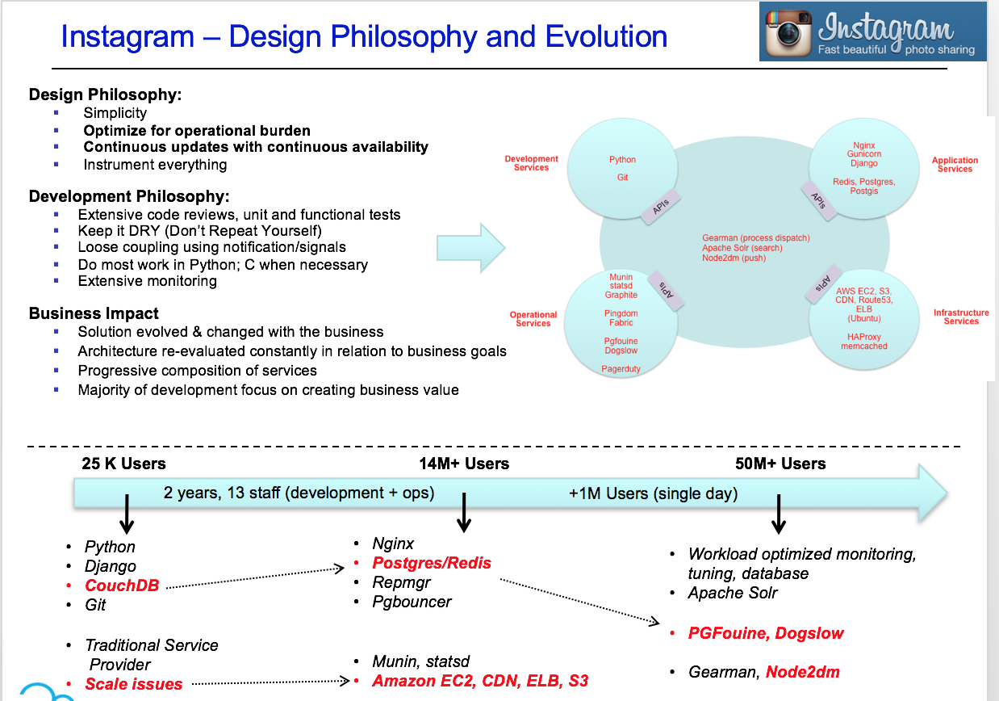 Instagram – Design Philosophy and Evolution
Instagram
Fast beautiful photo sharing
Design Philosophy:
Simplicity
Optimize for operational burden
Continuous updates with continuous availability
Instrument everything
Development Philosophy:
Extensive code reviews, unit and functional tests
Keep it DRY (Don't Repeat Yourself)
Loose coupling using notification/signals
Do most work in Python; C when necessary
Extensive monitoring
Business Impact
Solution evolved & changed with the business
Architecture re-evaluated constantly in relation to business goals
Progressive composition of services
Majority of development focus on creating business value
Development
Services
Python
Git
APIs
Nginx
Gunicorn
Django
Redis, Postgres,
Postgis
APIs
Application
Services
Gearman (process dispatch)
Apache Solr (search)
Node2dm (push)
Operational
Services
Munin
statsd
Graphite
Pingdom
Fabric
Pgfouine
Dogslow
Pagerduty
APIs
APIs
AWS EC2, S3,
CDN, Route53,
ELB
(Ubuntu)
HAProxy
memcached
Infrastructure
Services
25 K Users
14M+ Users
50M+ Users
2 years, 13 staff (development + ops)
+1M Users (single day)
• Python
• Django
• CouchDB
• Git
• Traditional Service
Provider
• Scale issues
• Nginx
• Postgres/Redis
• Repmgr
• Pgbouncer
• Munin, statsd
• Amazon EC2, CDN, ELB, S3
• Workload optimized monitoring,
tuning, database
• Apache Solr
• PGFouine, Dogslow
• Gearman, Node2dm